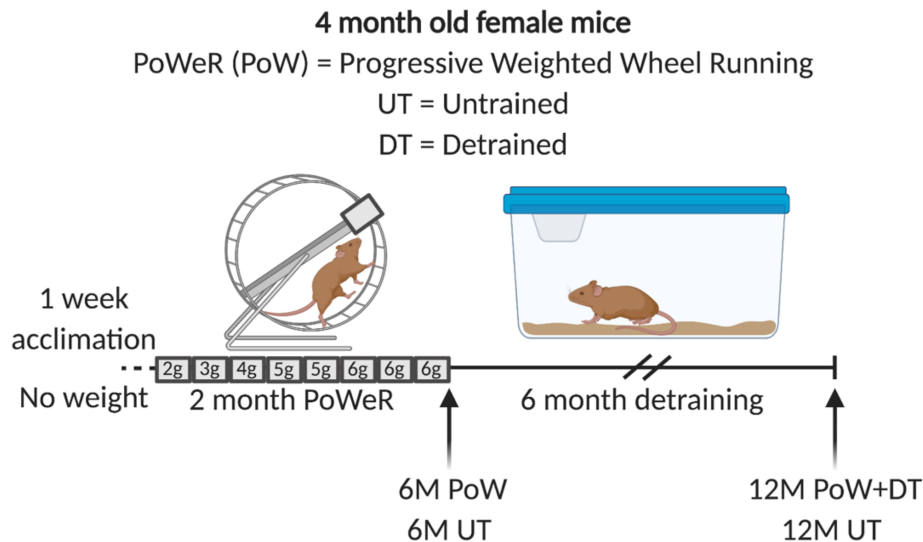 4 month old female mice
PoWeR (PoW) = Progressive Weighted Wheel Running
UT = Untrained
DT = Detrained
1 week
acclimation
No weight
2g 3g 4g 5g 5g 6g 6g 6g
2 month PoWeR
6 month detraining
6M PoW
6M UT
12M PoW+DT
12M UT